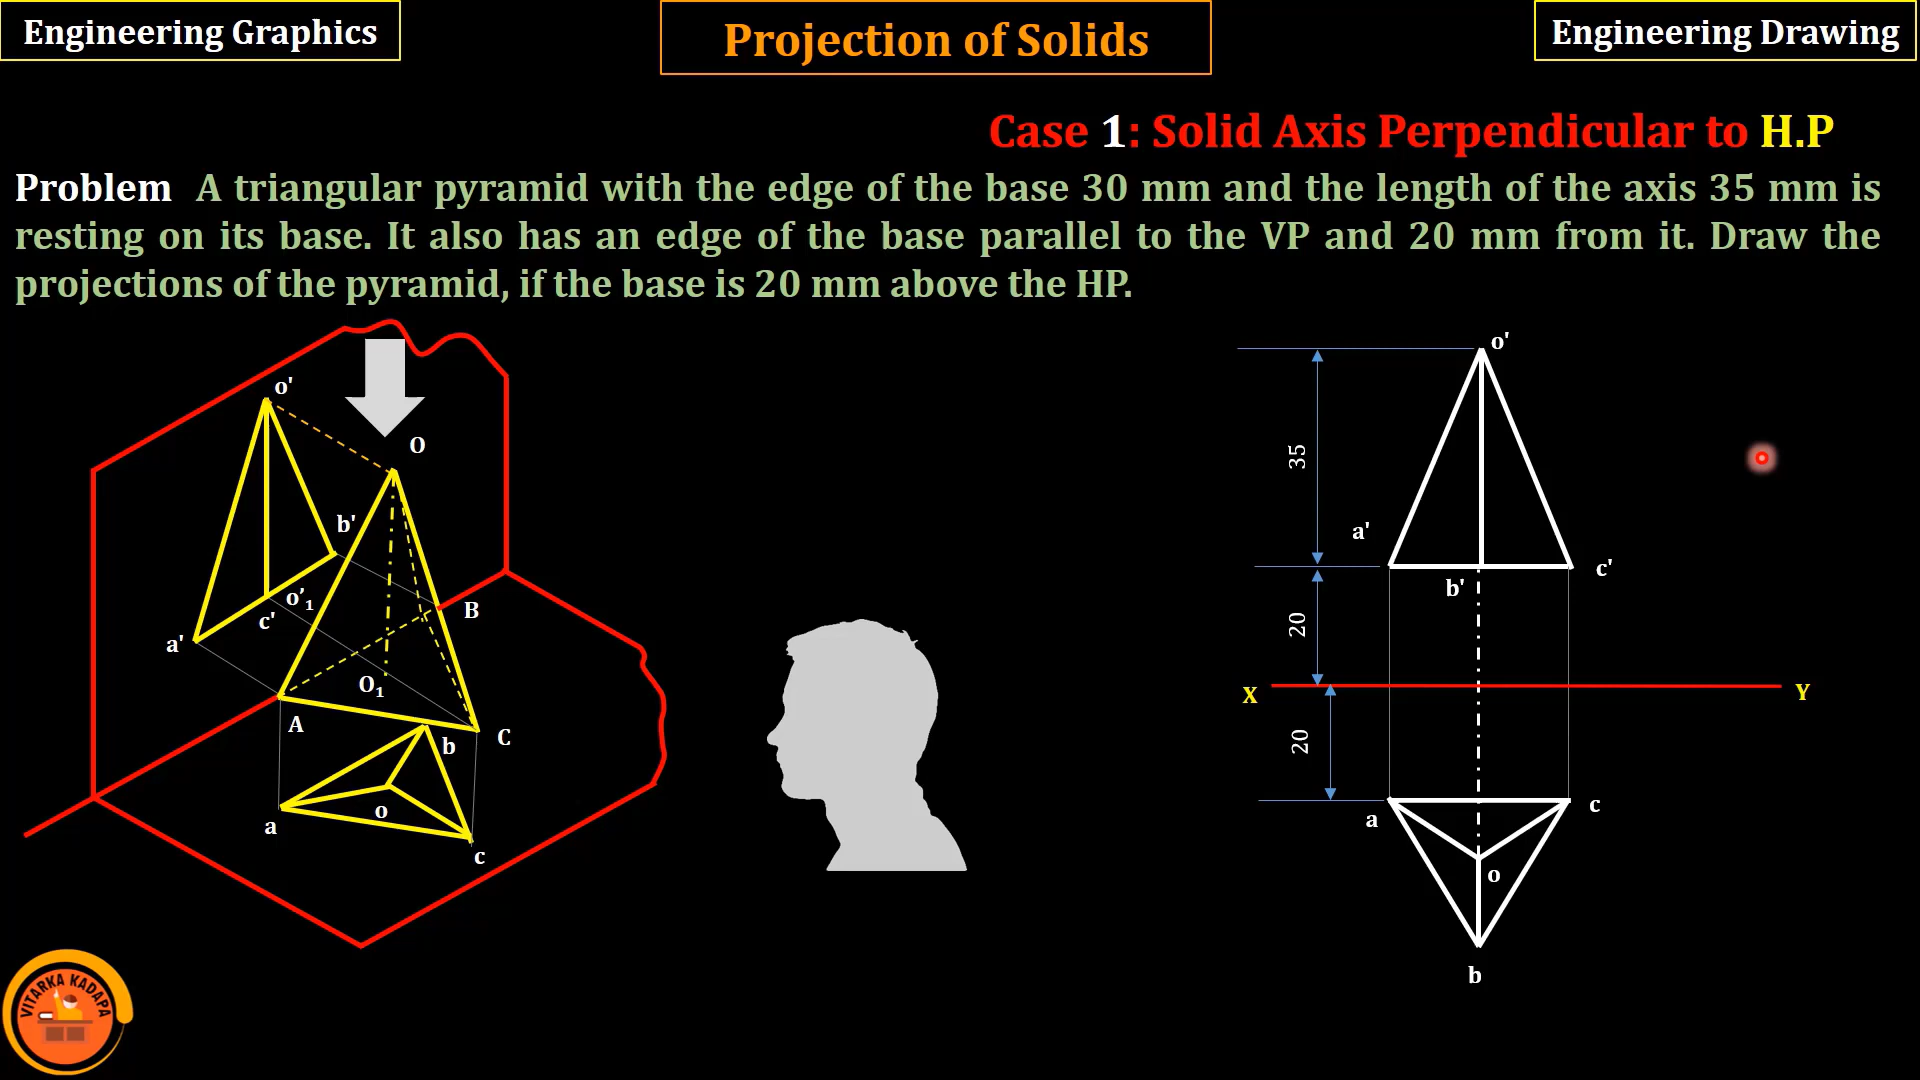 Engineering Graphics
Projection of Solids
Engineering Drawing
Case 1: Solid Axis Perpendicular to H.P
Problem A triangular pyramid with the edge of the base 30 mm and the length of the axis 35 mm is
resting on its base. It also has an edge of the base parallel to the VP and 20 mm from it. Draw the
projections of the pyramid, if the base is 20 mm above the HP.
o'
O
b'
o’₁
c'
a'
B
O₁
A
C
b
o
a
c
o'
35
a'
b'
c'
20
X
Y
20
a
c
o
b
VITARKA KADAPA